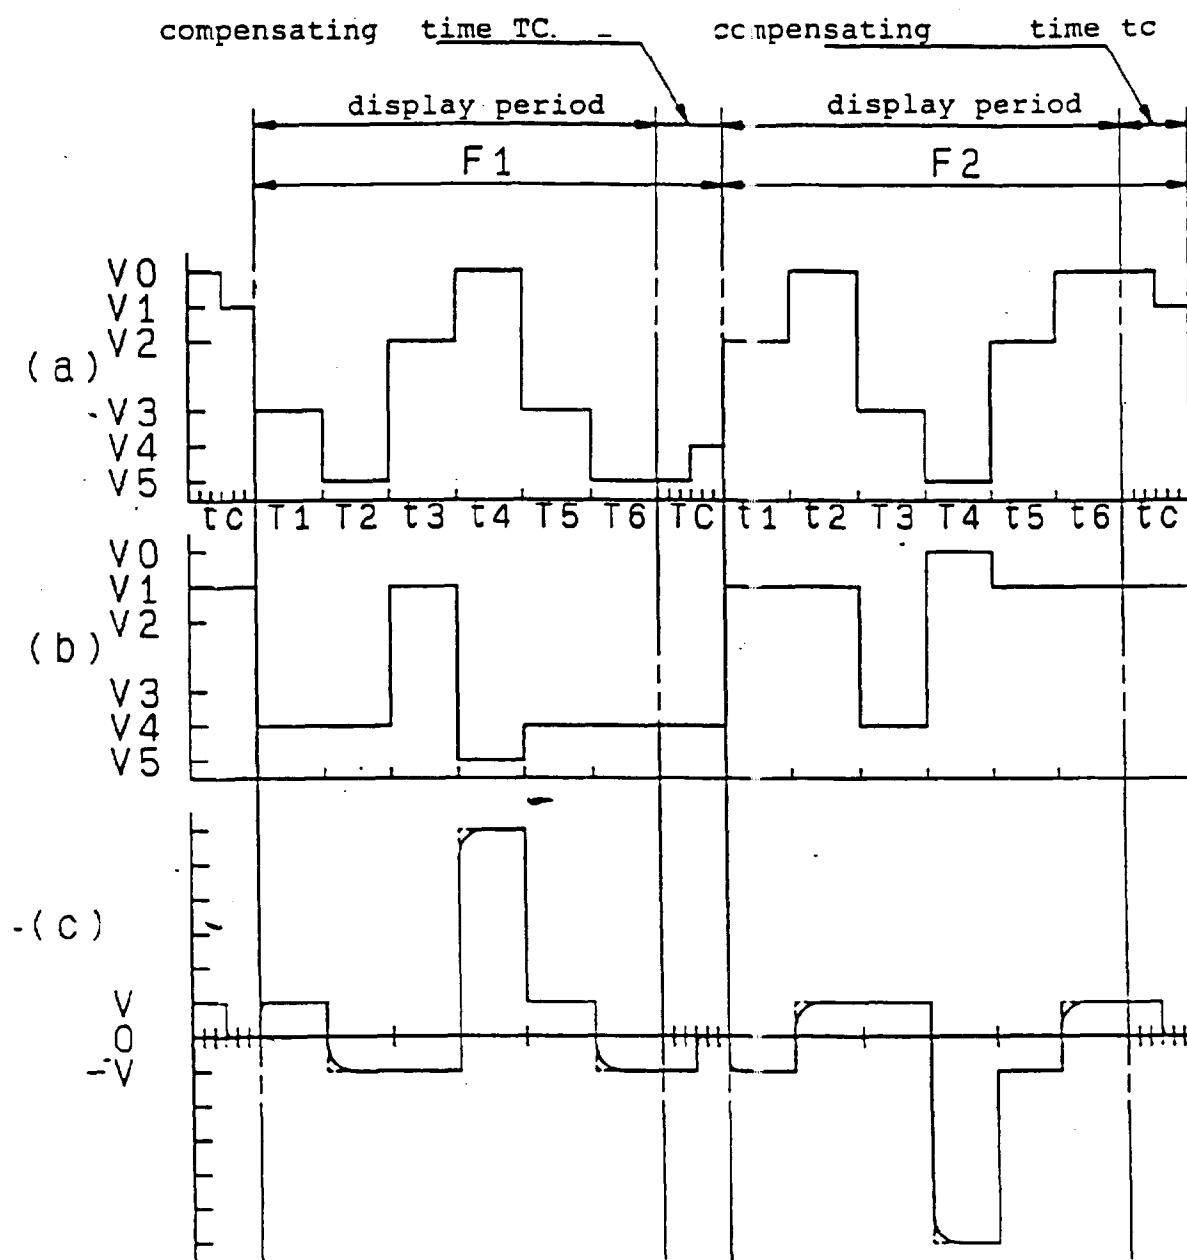 compensating time TC. compensating time tc
display period display period
F1 F2
V0
V1
V2
(a)
V3
V4
V5
tc T1 T2 t3 t4 T5 T6 TC t1 t2 T3 T4 t5 t6 tc
V0
V1
V2
(b)
V3
V4
V5
(c)
V
0
-V